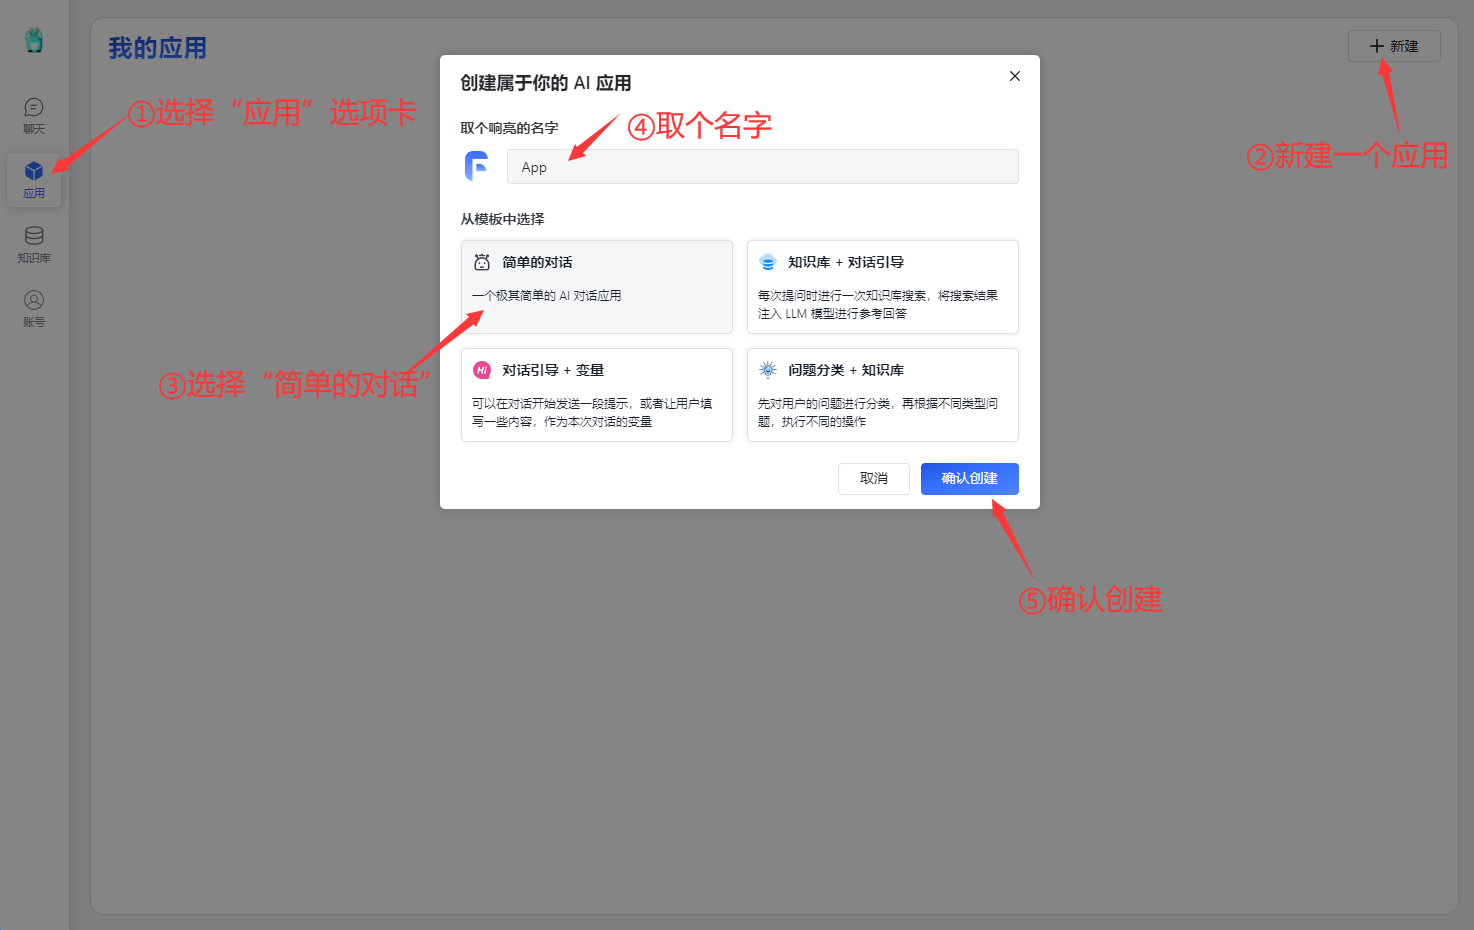 我的应用
新建
聊天
应用
知识库
账号
①选择“应用”选项卡
②新建一个应用
创建属于你的 AI 应用
取个响亮的名字
④取个名字
App
从模板中选择
简单的对话
一个极其简单的 AI 对话应用
知识库 + 对话引导
每次提问时进行一次知识库搜索，将搜索结果
注入 LLM 模型进行参考回答
③选择“简单的对话”
Hi
对话引导 + 变量
可以在对话开始发送一段提示，或者让用户填
写一些内容，作为本次对话的变量
问题分类 + 知识库
先对用户的问题进行分类，再根据不同类型问
题，执行不同的操作
取消
确认创建
⑤确认创建